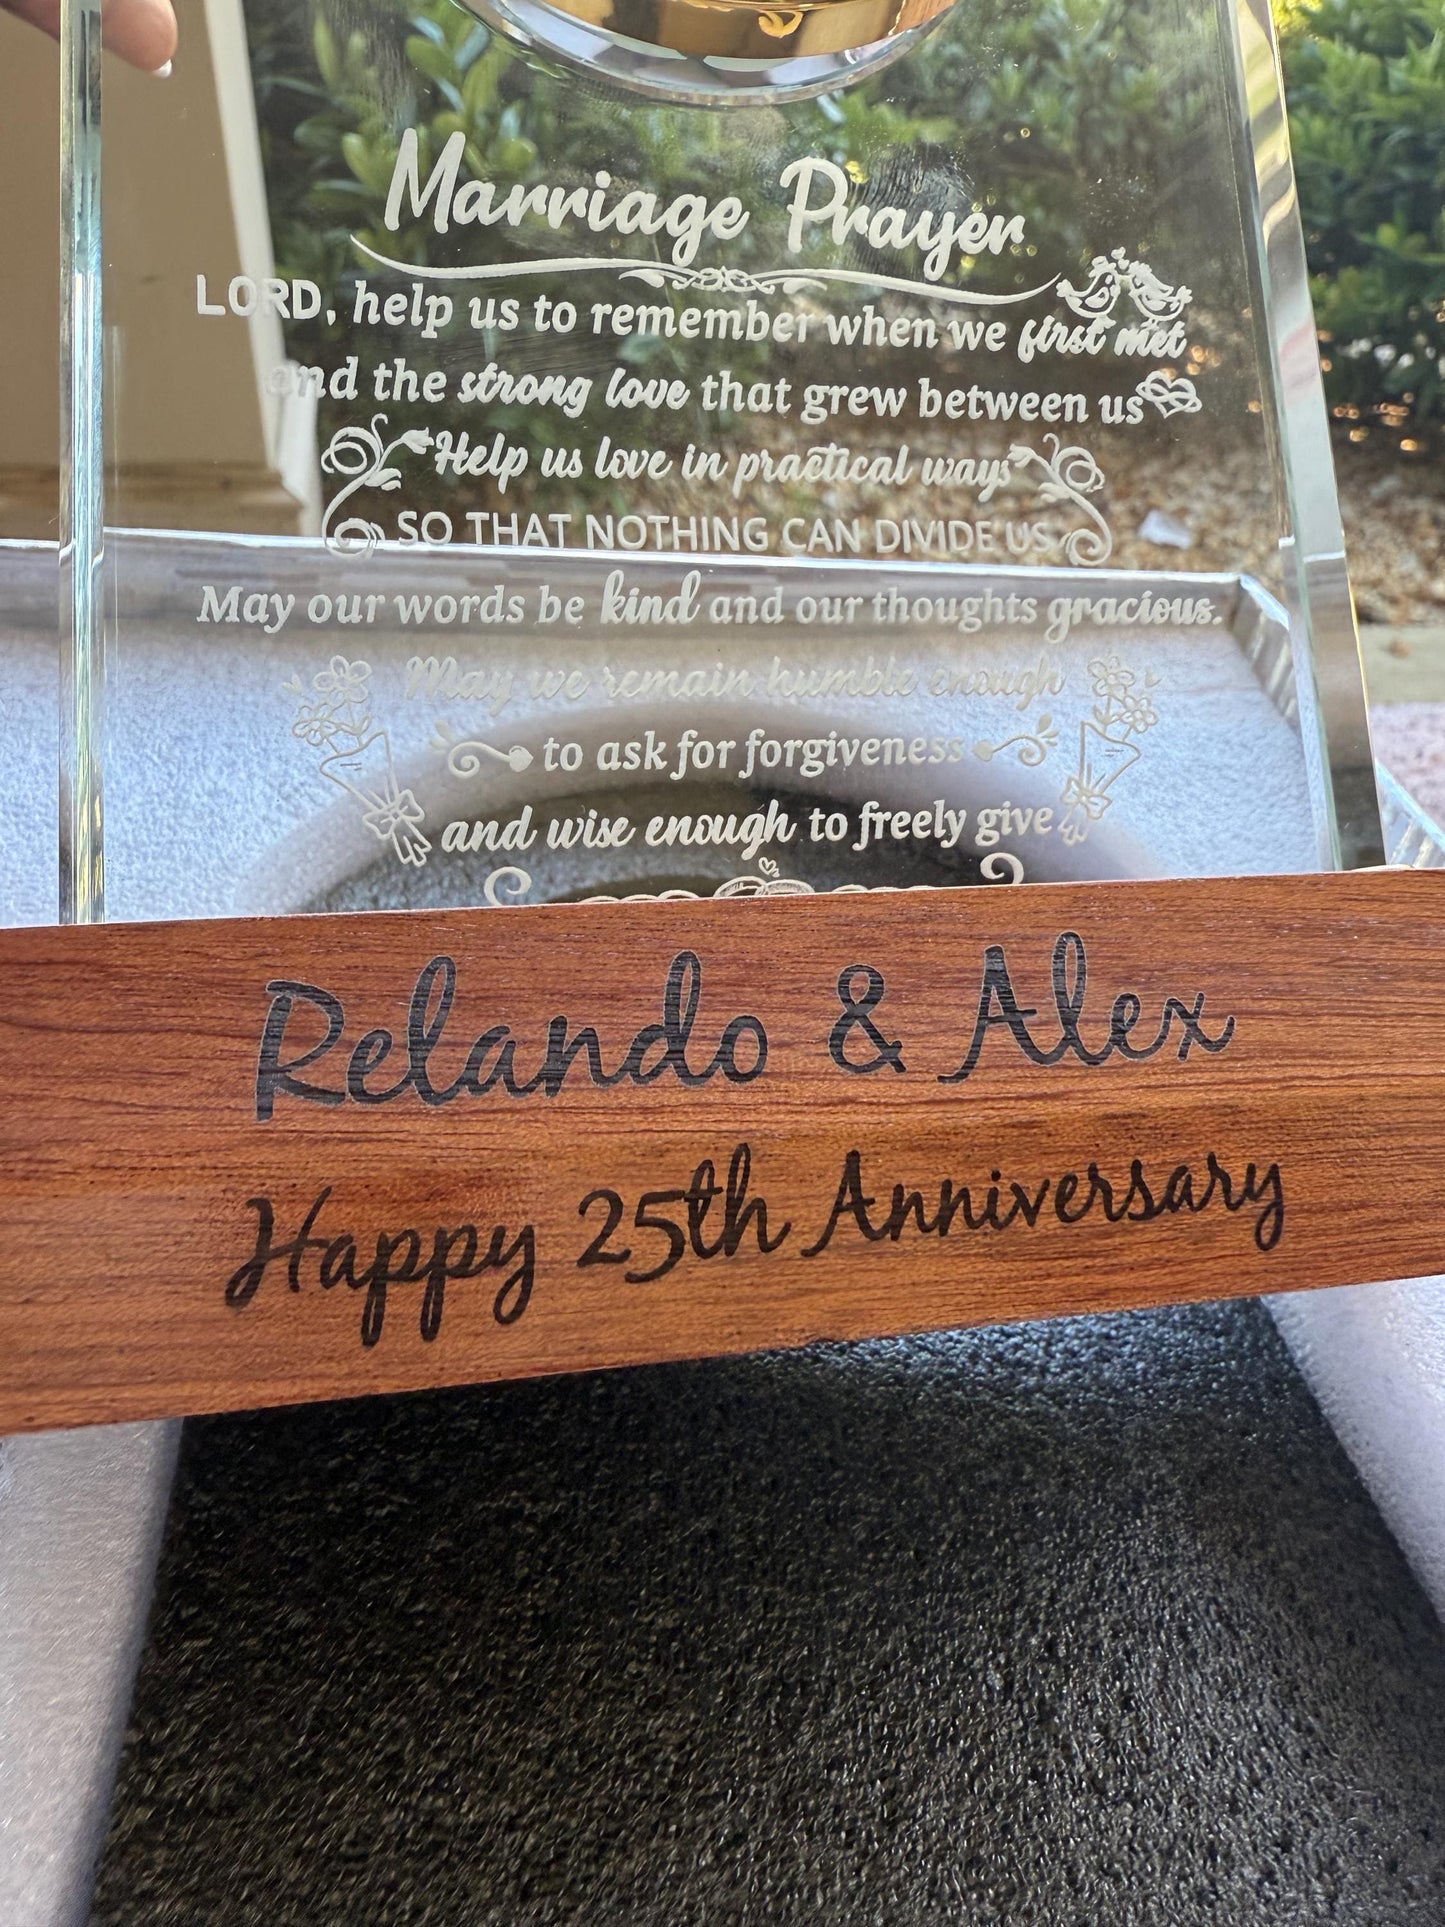 Marriage Prayer
LORD, help us to remember when we first met
and the strong love that grew between us
Help us love in practical ways
SO THAT NOTHING CAN DIVIDE US
May our words be kind and our thoughts gracious.
May we remain humble enough
to ask for forgiveness
and wise enough to freely give
Relando & Alex
Happy 25th Anniversary